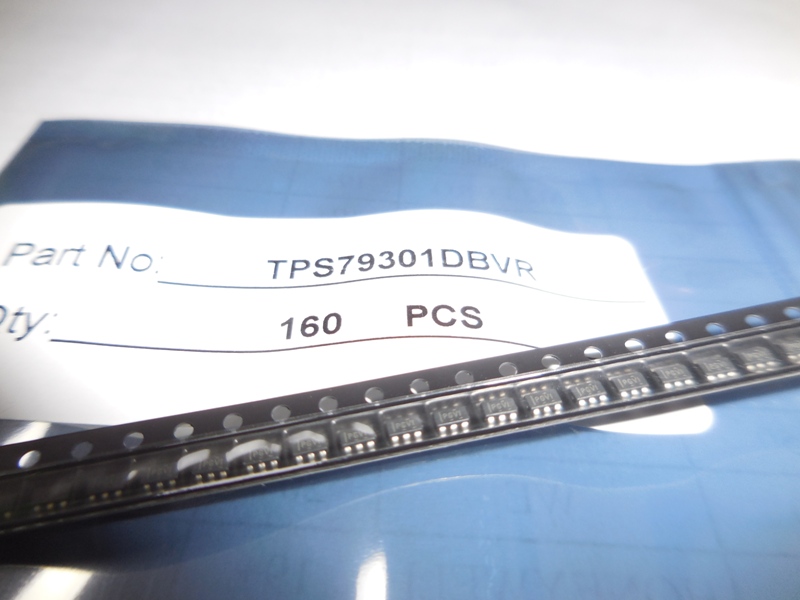 Part No: TPS79301DBVR
Qty: 160 PCS